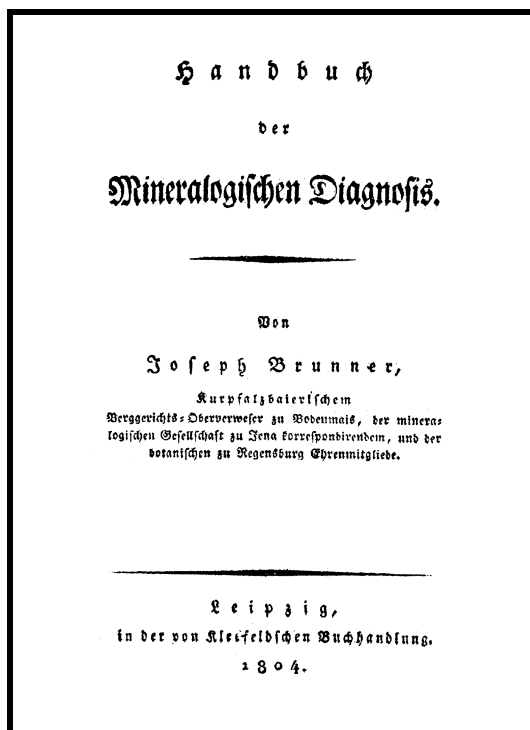 Handbuch
der
Mineralogischen Diagnosis.
Von
Joseph Brunner,
Kurpfalzbaierischem
Berggerichts-Oberverweser zu Bodenmais, der minera-
logischen Gesellschaft zu Jena korrespondirendem, und der
botanischen zu Regensburg Ehrenmitgliede.
Leipzig,
in der von Kleefeldschen Buchhandlung.
1804.